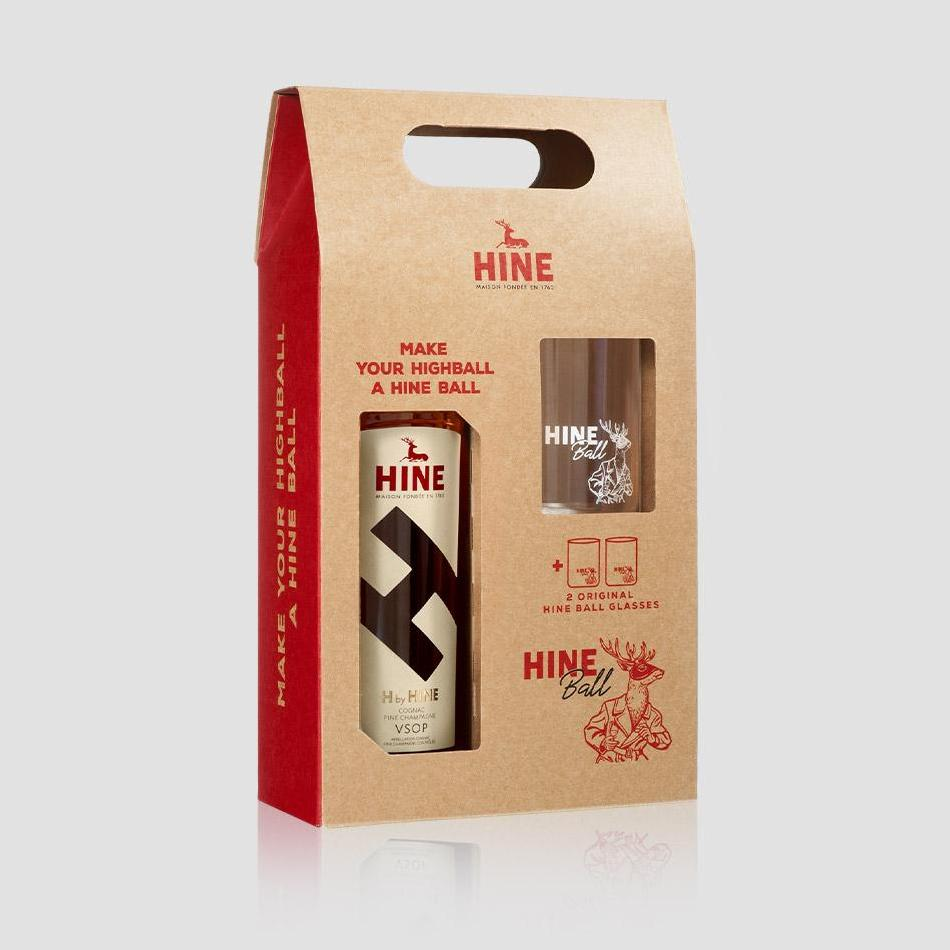 HINE
MAISON FONDÉE EN 1763
MAKE
YOUR HIGHBALL
A HINE BALL
MAKE YOUR HIGHBALL
A HINE BALL
HINE
MAISON FONDÉE EN 1763
H by HINE
COGNAC
FINE CHAMPAGNE
VSOP
HINE
Ball
+
2 ORIGINAL
HINE BALL GLASSES
HINE
Ball